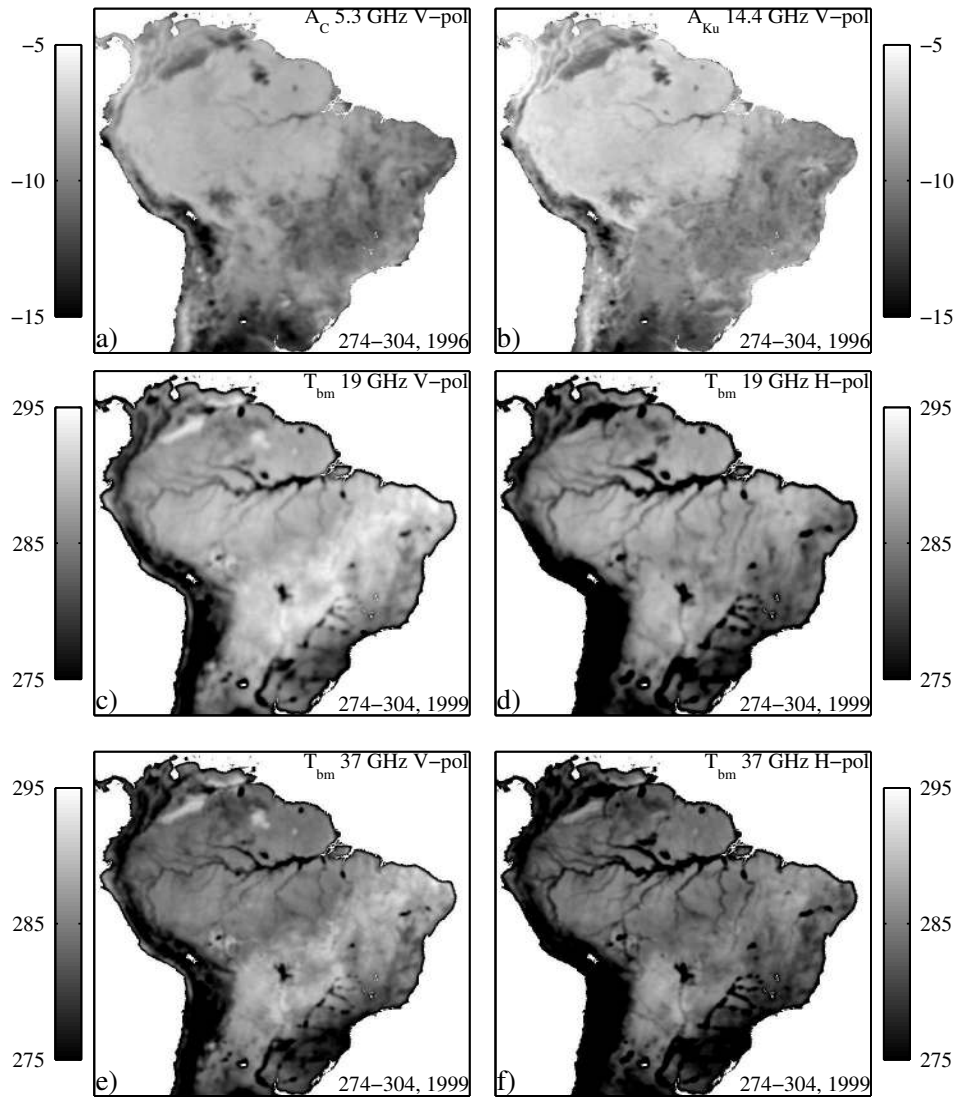 A_C 5.3 GHz V-pol
A_Ku 14.4 GHz V-pol
−5
−10
−15
−5
−10
−15
a)
274−304, 1996
b)
274−304, 1996
T_bm 19 GHz V−pol
T_bm 19 GHz H−pol
295
285
275
295
285
275
c)
274−304, 1999
d)
274−304, 1999
T_bm 37 GHz V−pol
T_bm 37 GHz H−pol
295
285
275
295
285
275
e)
274−304, 1999
f)
274−304, 1999